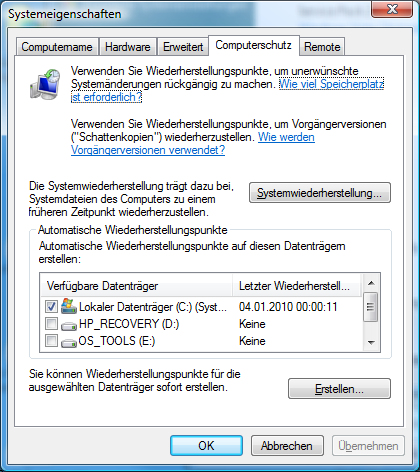 Systemeigenschaften
Computername
Hardware
Erweitert
Computerschutz
Remote
Verwenden Sie Wiederherstellungspunkte, um unerwünschte
Systemänderungen rückgängig zu machen. Wie viel Speicherplatz
ist erforderlich?
Verwenden Sie Wiederherstellungspunkte, um Vorgängerversionen
("Schattenkopien") wiederherzustellen. Wie werden
Vorgängerversionen verwendet?
Die Systemwiederherstellung trägt dazu bei,
Systemdateien des Computers zu einem
früheren Zeitpunkt wiederherzustellen.
Systemwiederherstellung...
Automatische Wiederherstellungspunkte
Automatische Wiederherstellungspunkte auf diesen Datenträgern
erstellen:
Verfügbare Datenträger Letzter Wiederherstell...
Lokaler Datenträger (C:) (Syst... 04.01.2010 00:00:11
HP_RECOVERY (D:) Keine
OS_TOOLS (E:) Keine
Sie können Wiederherstellungspunkte für die
ausgewählten Datenträger sofort erstellen.
Erstellen...
OK
Abbrechen
Übernehmen